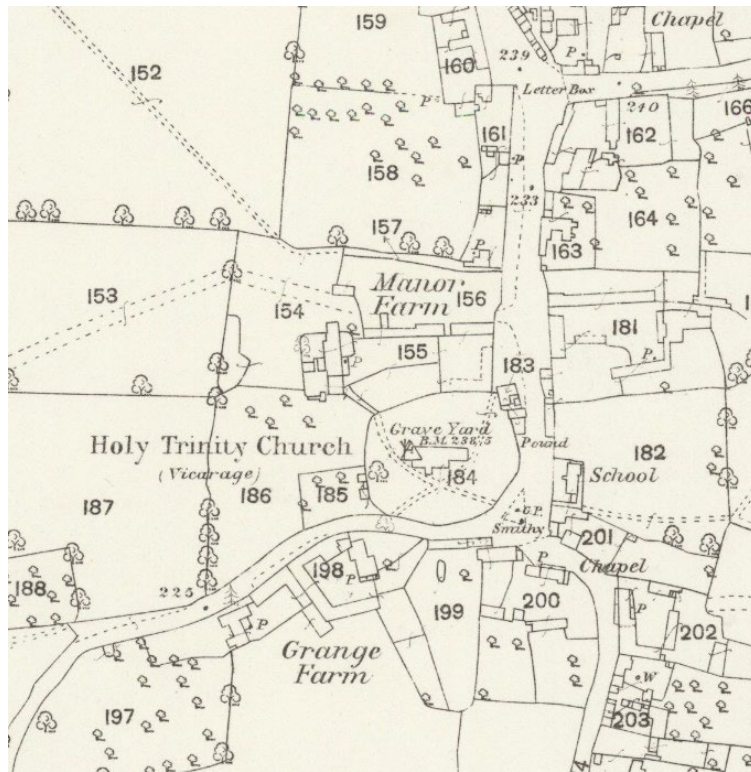 159
Chapel
152
160
239
P
P
Letter Box
240
166
161
162
P
158
233
164
157
163
P
153
Manor
Farm
156
154
181
155
183
P
P
Grave Yard
B.M. 238.5
Pound
182
Holy Trinity Church
(Vicarage)
184
School
187
186
185
G.P.
Smithy
201
Chapel
188
198
P
P
225
199
200
P
202
P
Grange
Farm
W
197
203
4